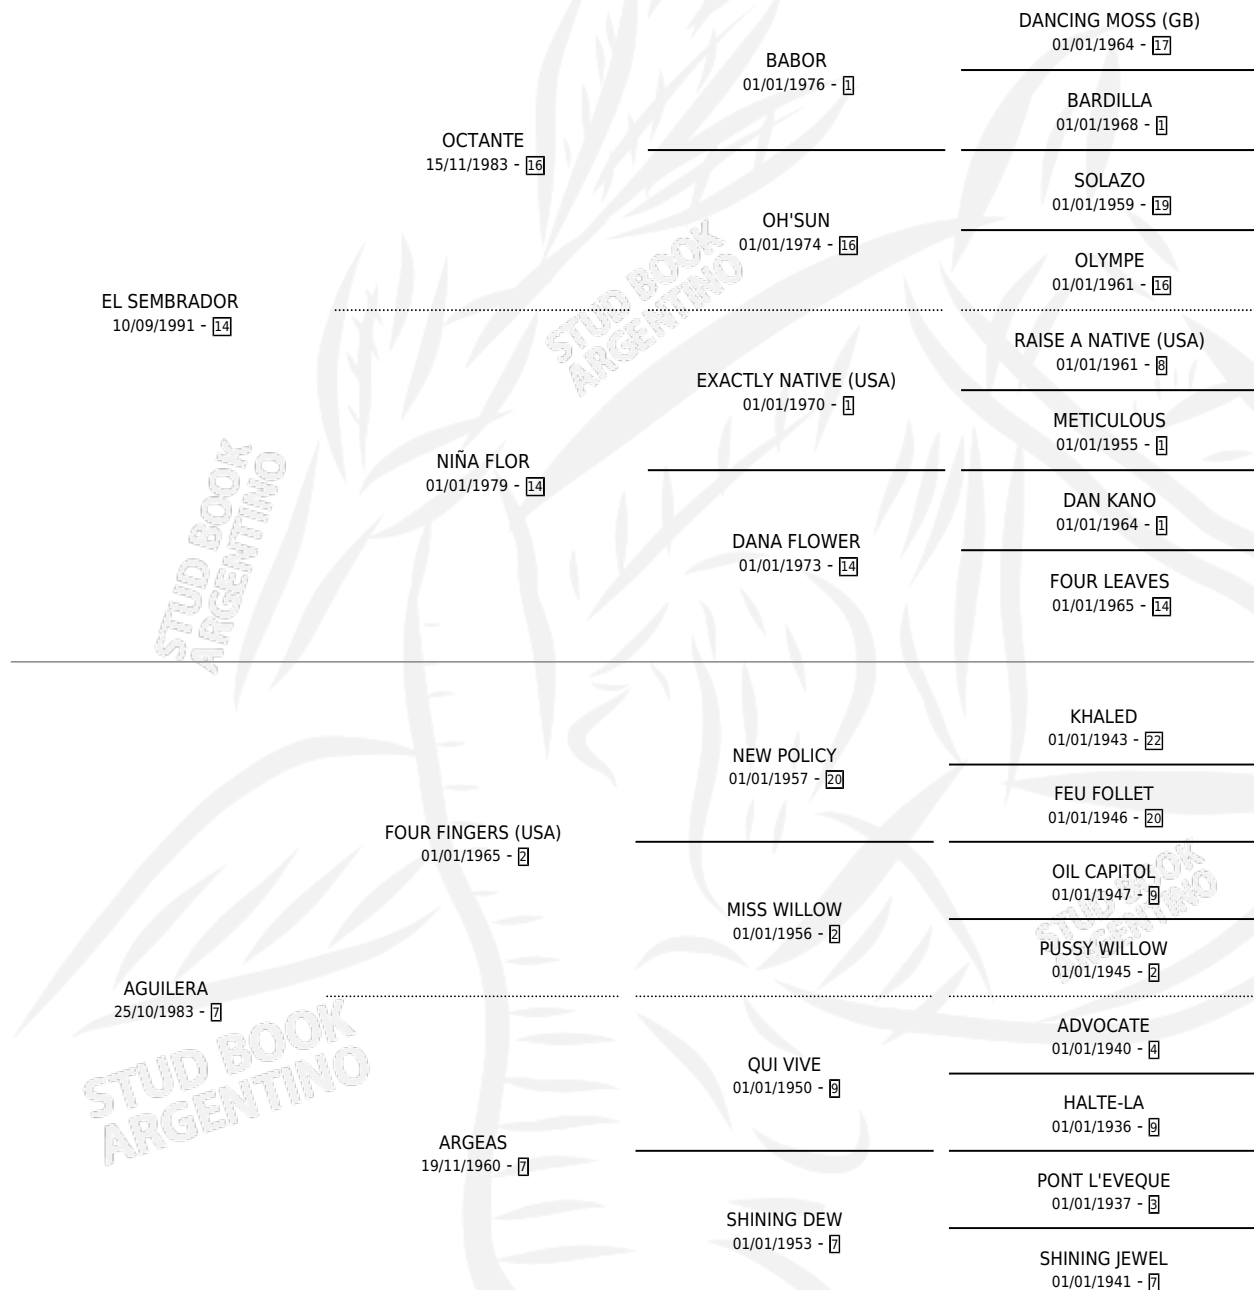 DANCING MOSS (GB)
01/01/1964 - 17
BABOR
01/01/1976 - 1
BARDILLA
01/01/1968 - 1
OCTANTE
15/11/1983 - 16
SOLAZO
01/01/1959 - 19
OH'SUN
01/01/1974 - 16
OLYMPE
01/01/1961 - 16
EL SEMBRADOR
10/09/1991 - 14
RAISE A NATIVE (USA)
01/01/1961 - 8
EXACTLY NATIVE (USA)
01/01/1970 - 1
METICULOUS
01/01/1955 - 1
NIÑA FLOR
01/01/1979 - 14
DAN KANO
01/01/1964 - 1
DANA FLOWER
01/01/1973 - 14
FOUR LEAVES
01/01/1965 - 14
KHALED
01/01/1943 - 22
NEW POLICY
01/01/1957 - 20
FEU FOLLET
01/01/1946 - 20
FOUR FINGERS (USA)
01/01/1965 - 2
OIL CAPITOL
01/01/1947 - 9
MISS WILLOW
01/01/1956 - 2
PUSSY WILLOW
01/01/1945 - 2
AGUILERA
25/10/1983 - 7
ADVOCATE
01/01/1940 - 4
QUI VIVE
01/01/1950 - 9
HALTE-LA
01/01/1936 - 9
ARGEAS
19/11/1960 - 7
PONT L'EVEQUE
01/01/1937 - 3
SHINING DEW
01/01/1953 - 7
SHINING JEWEL
01/01/1941 - 7
STUD BOOK
ARGENTINO
STUD BOOK
ARGENTINO
STUD BOOK
ARGENTINO
STUD BOOK
ARGENTINO